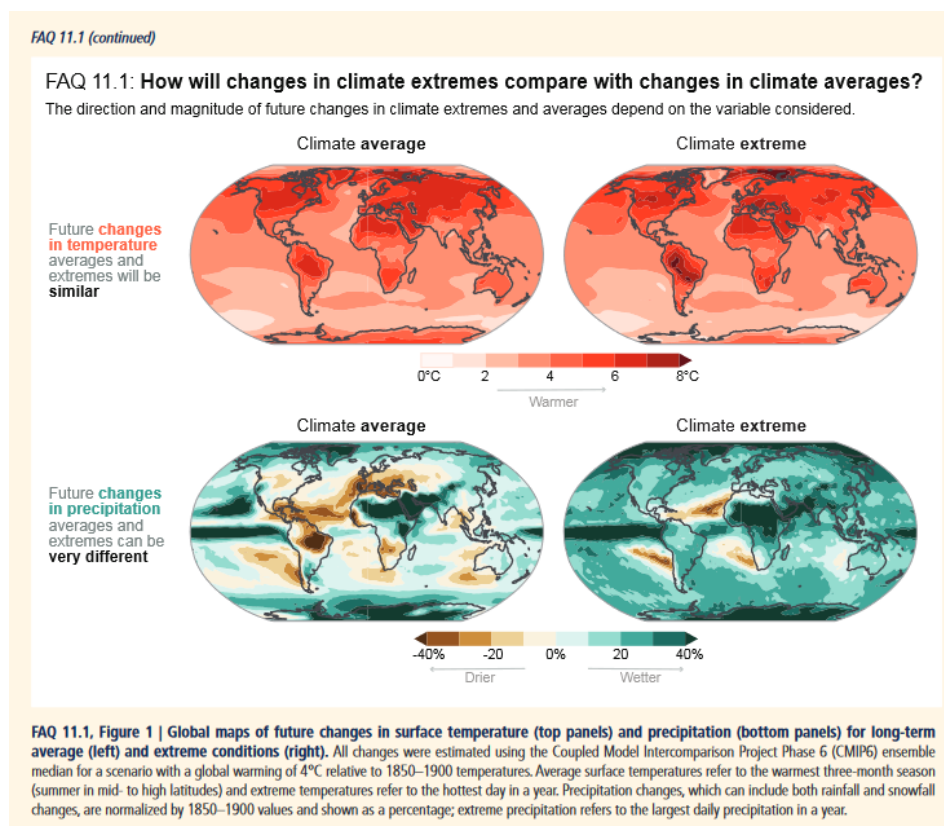 FAQ 11.1 (continued)
FAQ 11.1: How will changes in climate extremes compare with changes in climate averages?
The direction and magnitude of future changes in climate extremes and averages depend on the variable considered.
Climate average
Climate extreme
Future changes
in temperature
averages and
extremes will be
similar
0°C 2 4 6 8°C
Warmer
Climate average
Climate extreme
Future changes
in precipitation
averages and
extremes can be
very different
-40% -20 0% 20 40%
Drier Wetter
FAQ 11.1, Figure 1 | Global maps of future changes in surface temperature (top panels) and precipitation (bottom panels) for long-term
average (left) and extreme conditions (right). All changes were estimated using the Coupled Model Intercomparison Project Phase 6 (CMIP6) ensemble
median for a scenario with a global warming of 4°C relative to 1850–1900 temperatures. Average surface temperatures refer to the warmest three-month season
(summer in mid- to high latitudes) and extreme temperatures refer to the hottest day in a year. Precipitation changes, which can include both rainfall and snowfall
changes, are normalized by 1850–1900 values and shown as a percentage; extreme precipitation refers to the largest daily precipitation in a year.